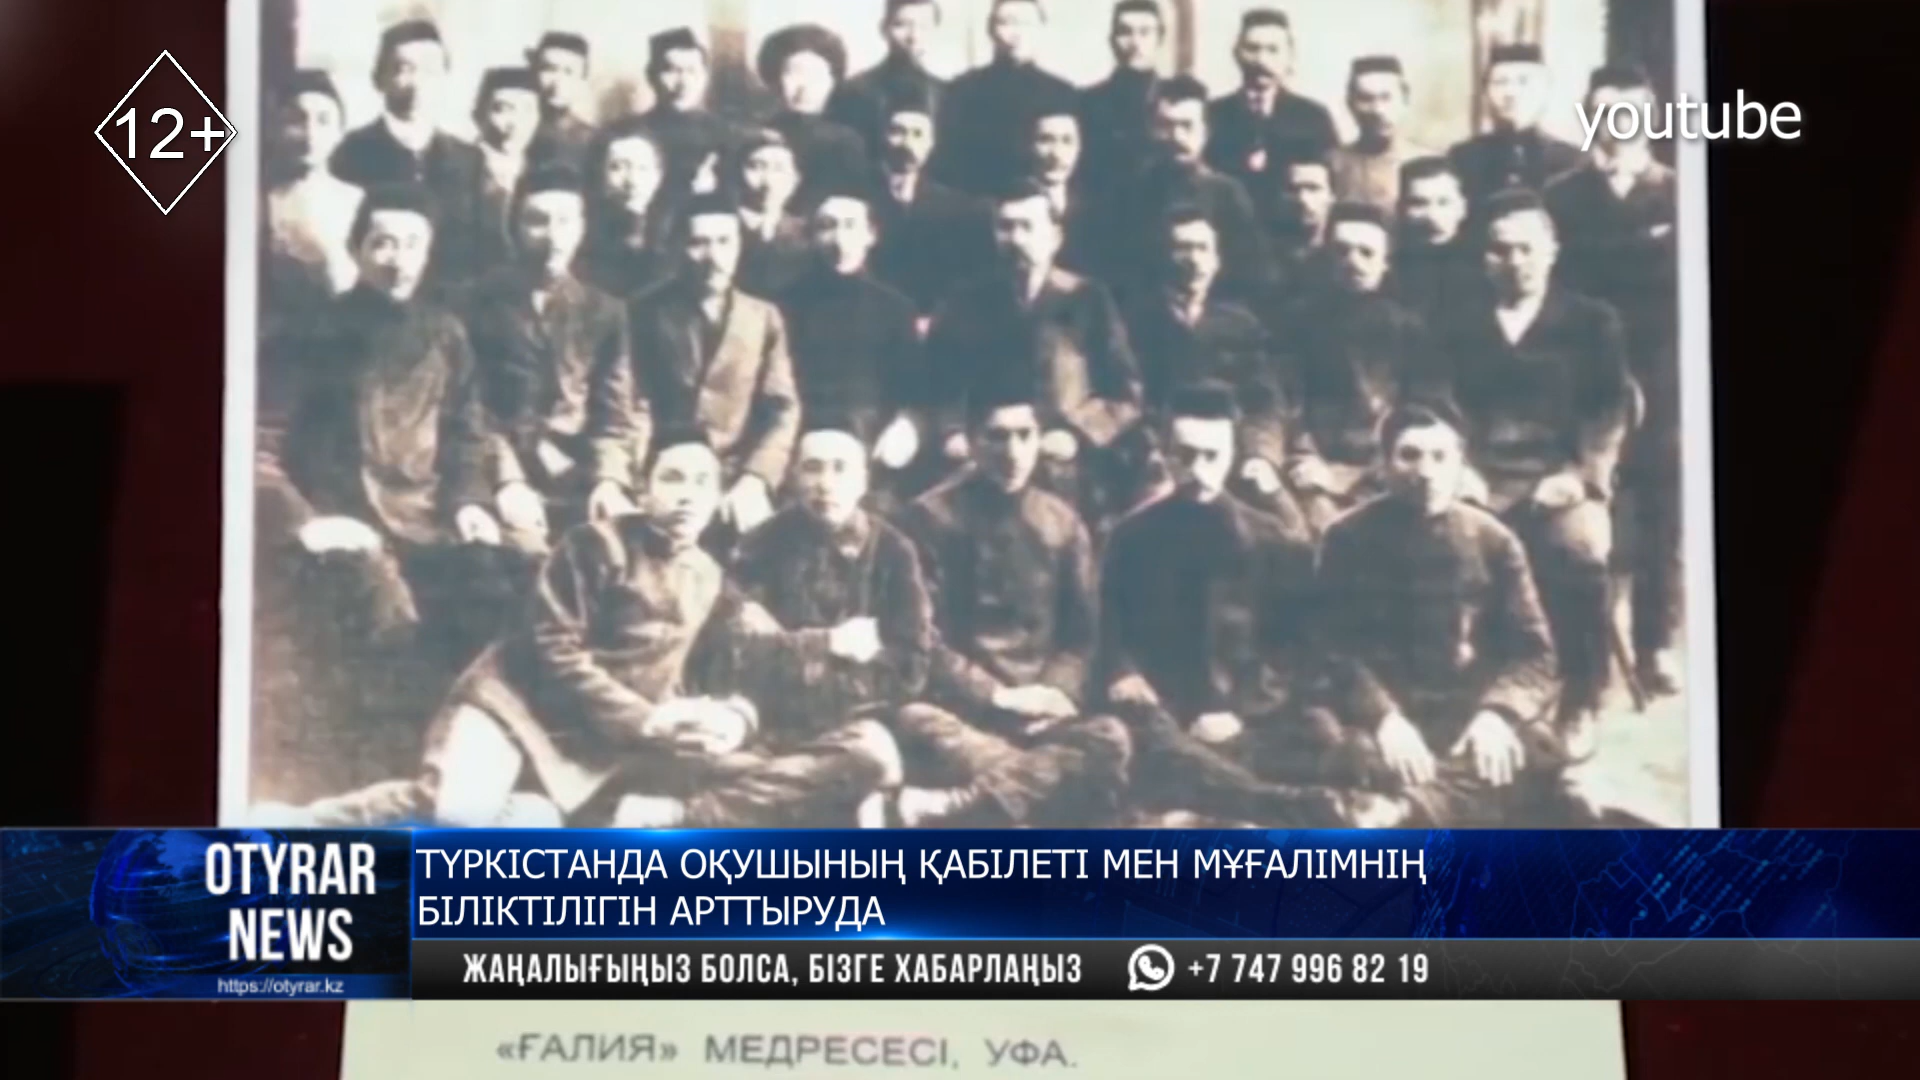 12+
youtube
OTYRAR
NEWS
https://otyrar.kz
ТҮРКІСТАНДА ОҚУШЫНЫҢ ҚАБІЛЕТІ МЕН МҰҒАЛІМНІҢ
БІЛІКТІЛІГІН АРТТЫРУДА
ЖАҢАЛЫҒЫҢЫЗ БОЛСА, БІЗГЕ ХАБАРЛАҢЫЗ +7 747 996 82 19
«ҒАЛИЯ» МЕДРЕСЕСІ, УФА.